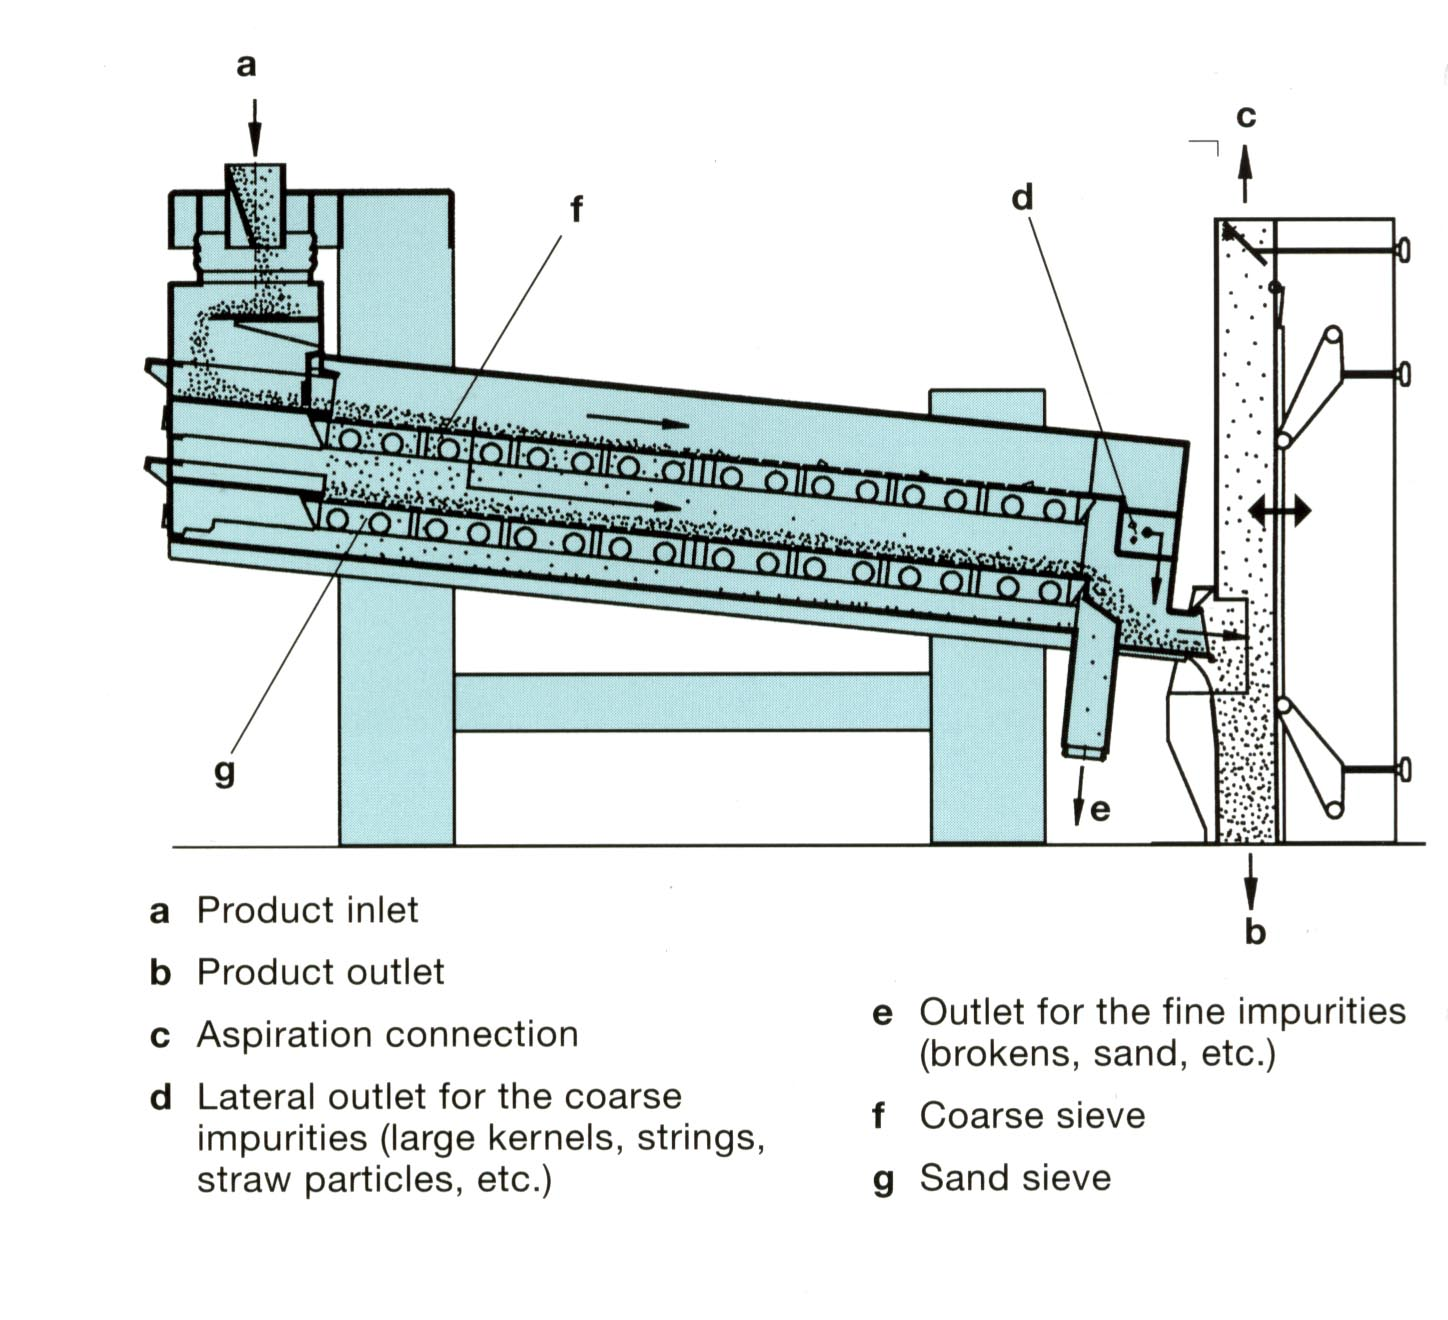 a
c
d
f
g
e
b
a Product inlet
b Product outlet
c Aspiration connection
d Lateral outlet for the coarse
impurities (large kernels, strings,
straw particles, etc.)
e Outlet for the fine impurities
(brokens, sand, etc.)
f Coarse sieve
g Sand sieve